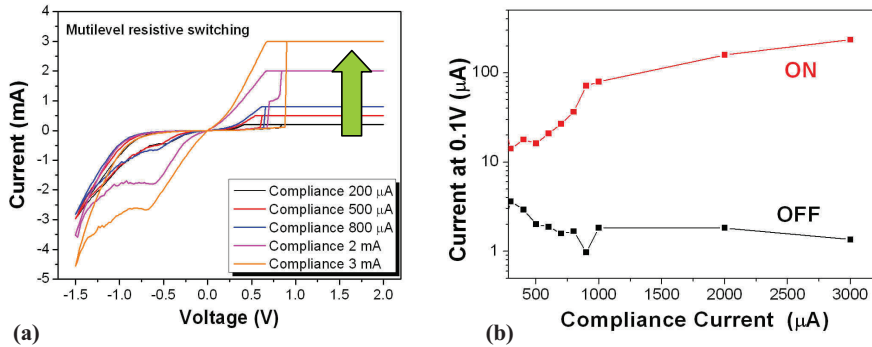 Mutilevel resistive switching
Current (mA)
4
3
2
1
0
-1
-2
-3
-4
-5
Compliance 200 μA
Compliance 500 μA
Compliance 800 μA
Compliance 2 mA
Compliance 3 mA
-1.5 -1.0 -0.5 0.0 0.5 1.0 1.5 2.0
Voltage (V)
(a)
Current at 0.1V (μA)
100
10
1
ON
OFF
500 1000 1500 2000 2500 3000
Compliance Current (μA)
(b)